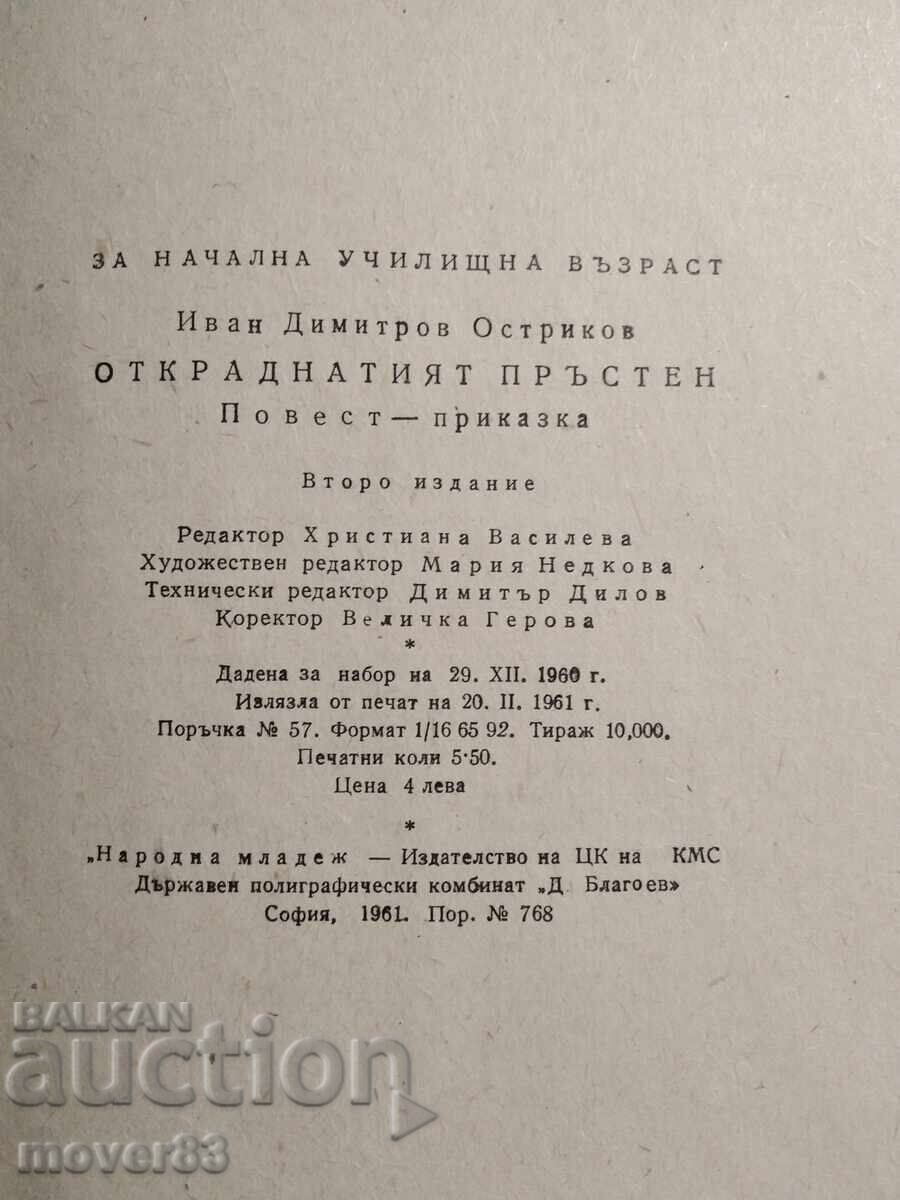 ЗА НАЧАЛНА УЧИЛИЩНА ВЪЗРАСТ
Иван Димитров Остриков
ОТКРАДНАТИЯТ ПРЪСТЕН
Повест — приказка
Второ издание
Редактор Христиана Василева
Художествен редактор Мария Недкова
Технически редактор Димитър Дилов
Коректор Величка Герова
*
Дадена за набор на 29. XII. 1960 г.
Излязла от печат на 20. II. 1961 г.
Поръчка № 57. Формат 1/16 65 92. Тираж 10,000.
Печатни коли 5·50.
Цена 4 лева
*
„Народна младеж — Издателство на ЦК на КМС
Държавен полиграфически комбинат „Д. Благоев»
София, 1961. Пор. № 768
BALKAN
auction
mover83